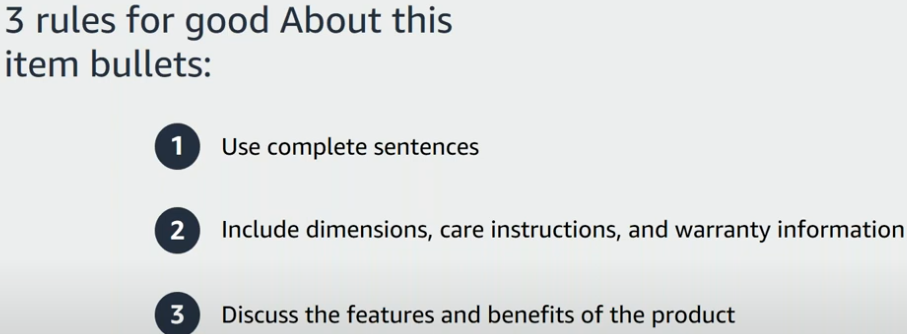 3 rules for good About this
item bullets:
1 Use complete sentences
2 Include dimensions, care instructions, and warranty information
3 Discuss the features and benefits of the product